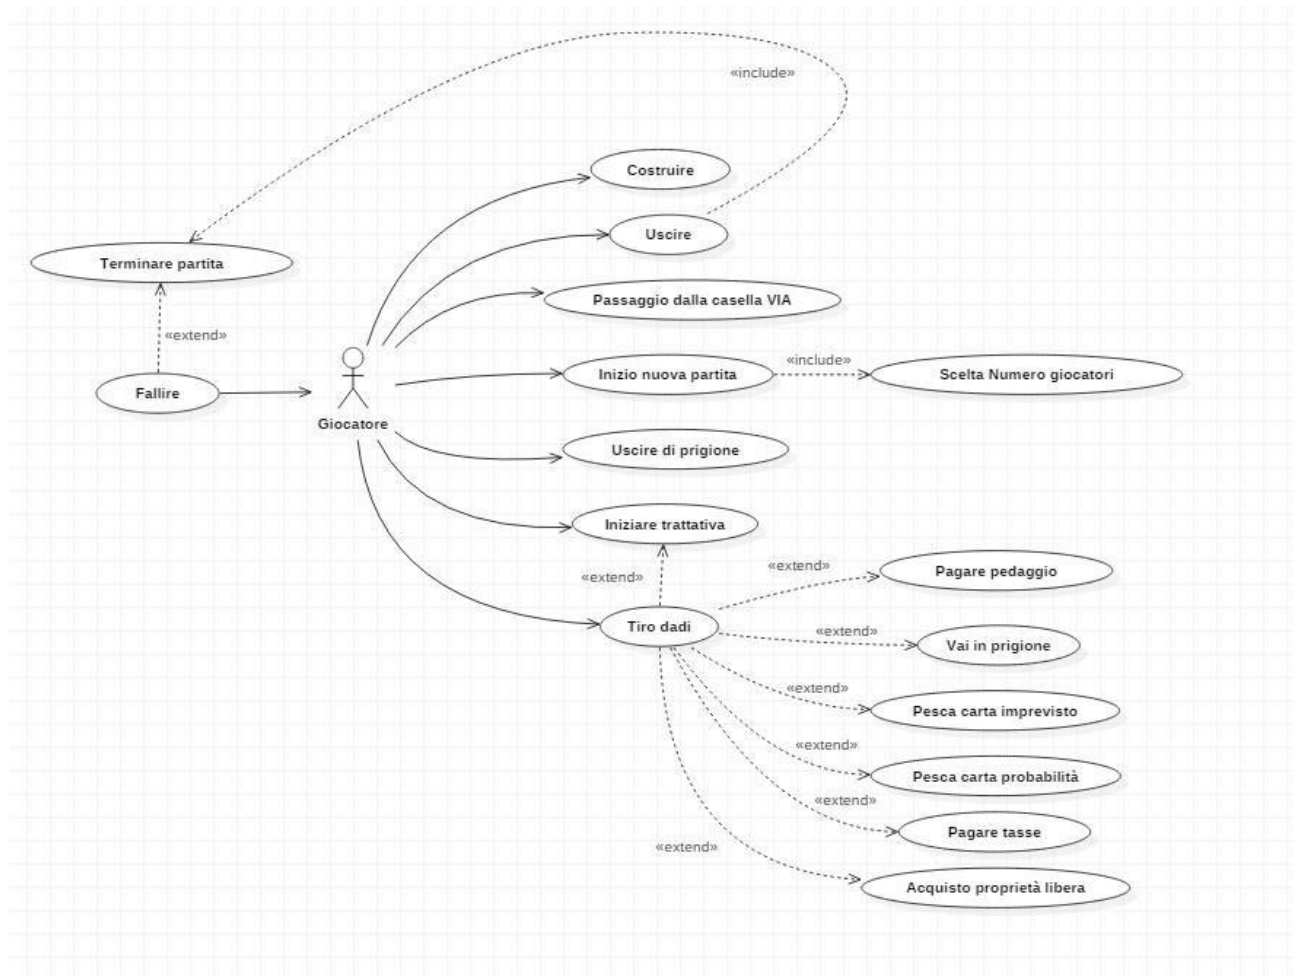 «include»
Costruire
Uscire
Terminare partita
Passaggio dalla casella VIA
«extend»
«include»
Inizio nuova partita
Scelta Numero giocatori
Fallire
Giocatore
Uscire di prigione
Iniziare trattativa
«extend»
«extend»
Pagare pedaggio
Tiro dadi
«extend»
Vai in prigione
«extend»
Pesca carta imprevisto
«extend»
Pesca carta probabilità
«extend»
Pagare tasse
«extend»
Acquisto proprietà libera